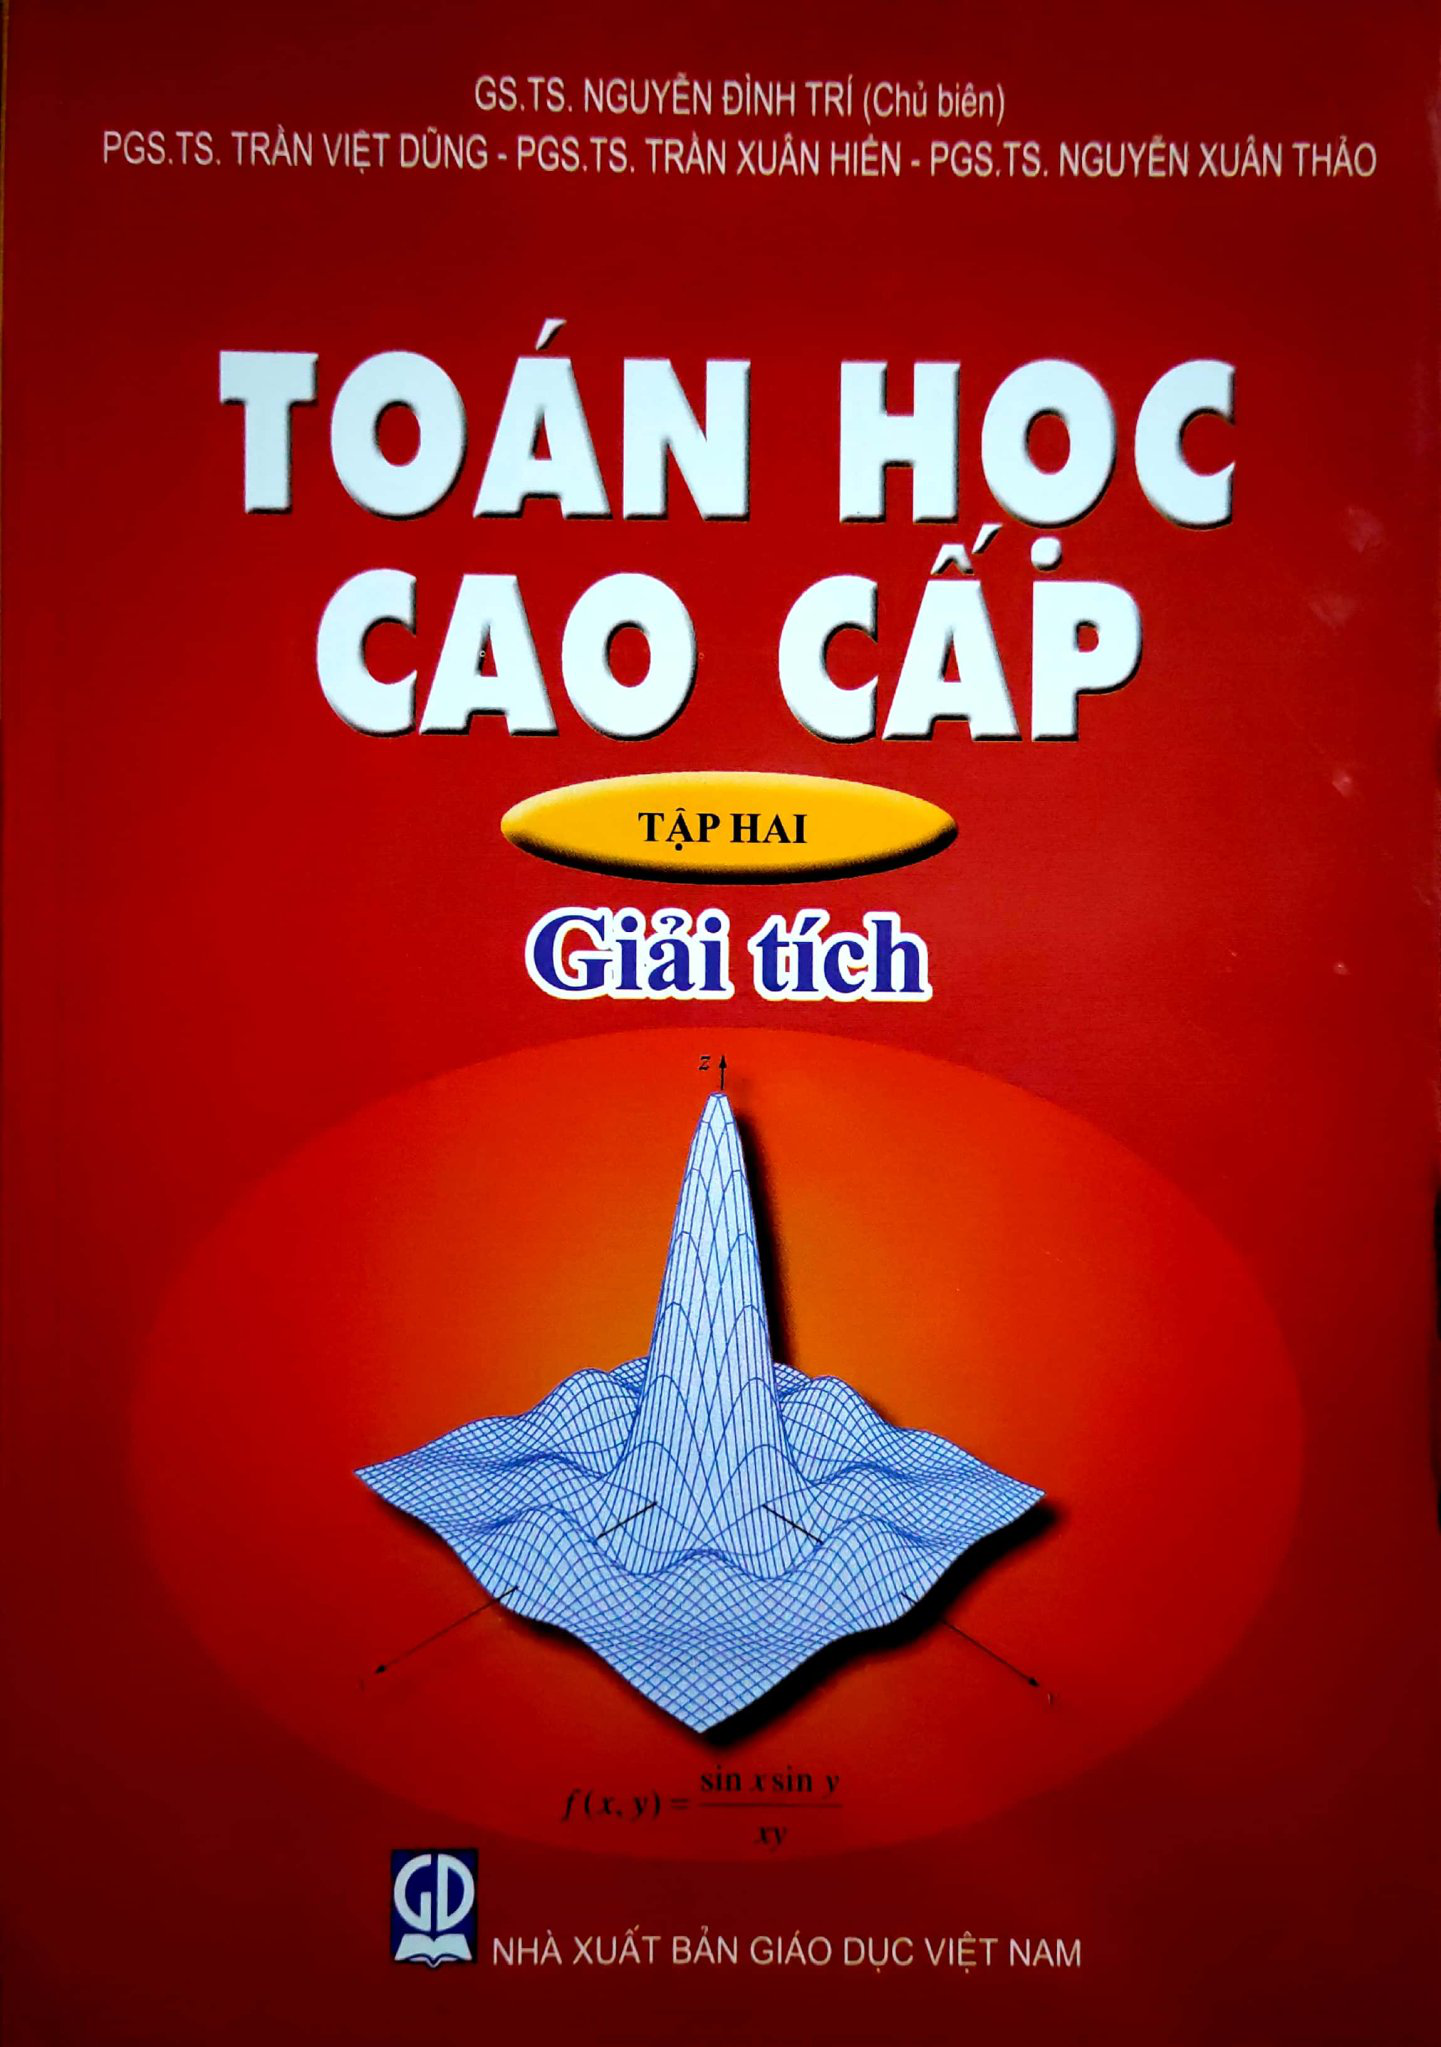 GS.TS. NGUYỄN ĐÌNH TRÍ (Chủ biên)
PGS.TS. TRẦN VIỆT DŨNG - PGS.TS. TRẦN XUÂN HIỂN - PGS.TS. NGUYỄN XUÂN THẢO
TOÁN HỌC
CAO CẤP
TẬP HAI
Giải tích
z
f(x, y) = sin x sin y / xy
GD
NHÀ XUẤT BẢN GIÁO DỤC VIỆT NAM